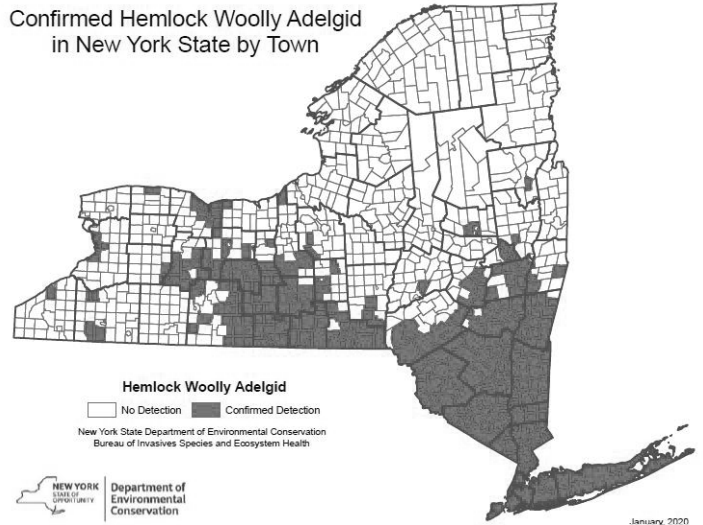 Confirmed Hemlock Woolly Adelgid
in New York State by Town
Hemlock Woolly Adelgid
No Detection
Confirmed Detection
New York State Department of Environmental Conservation
Bureau of Invasives Species and Ecosystem Health
NEW YORK
STATE OF
OPPORTUNITY
Department of
Environmental
Conservation
January, 2020